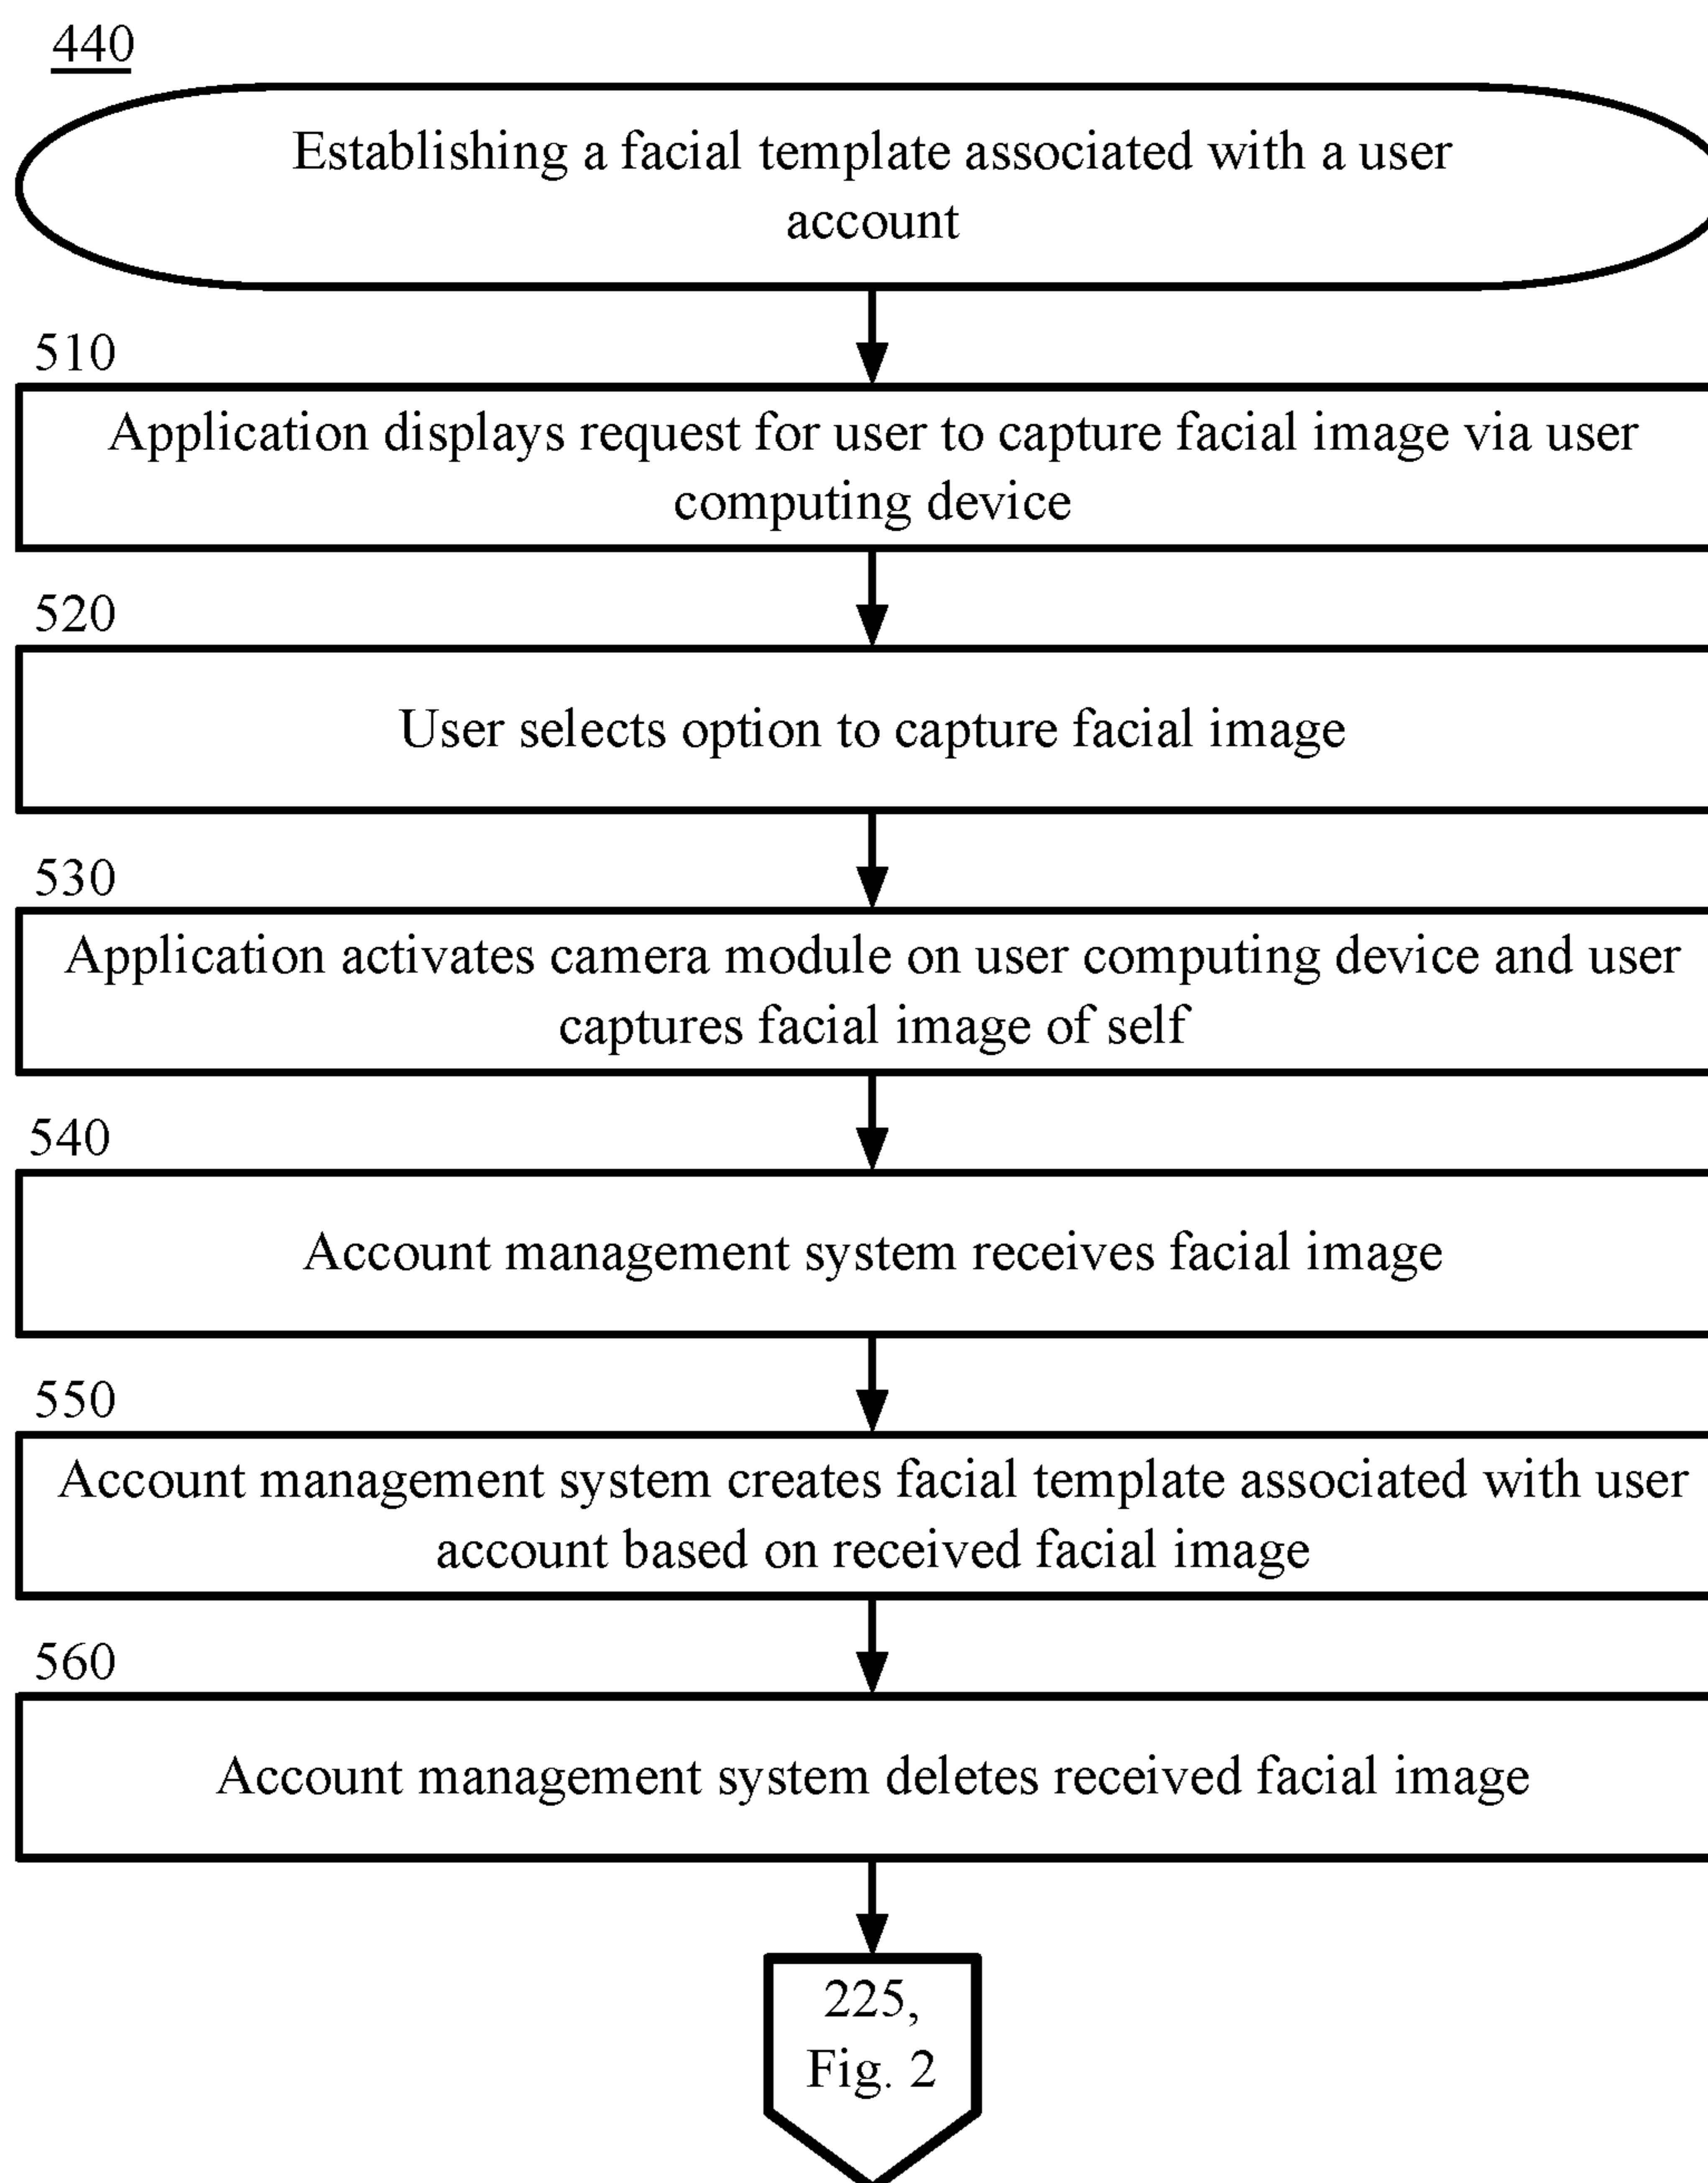 440
Establishing a facial template associated with a user
account
510
Application displays request for user to capture facial image via user
computing device
520
User selects option to capture facial image
530
Application activates camera module on user computing device and user
captures facial image of self
540
Account management system receives facial image
550
Account management system creates facial template associated with user
account based on received facial image
560
Account management system deletes received facial image
225,
Fig. 2